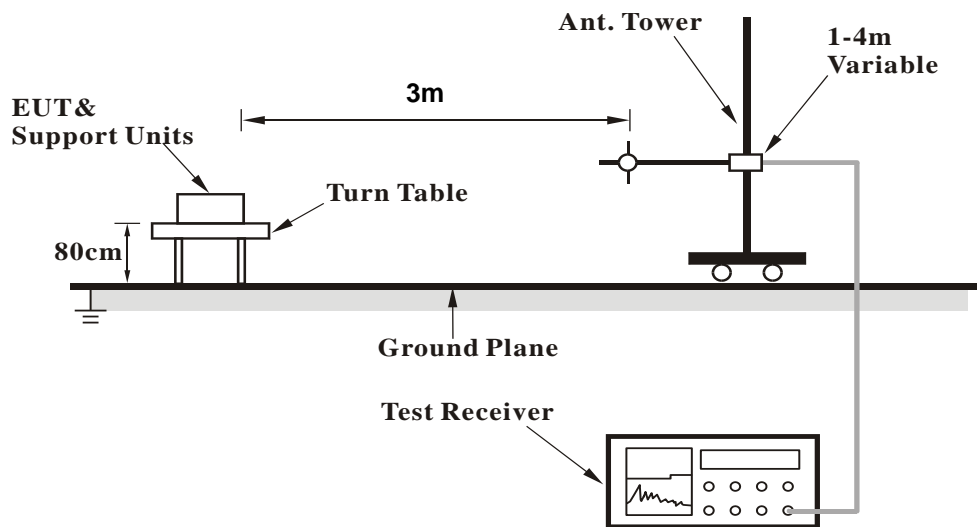 Ant. Tower
1-4m
Variable
3m
EUT&
Support Units
Turn Table
80cm
Ground Plane
Test Receiver